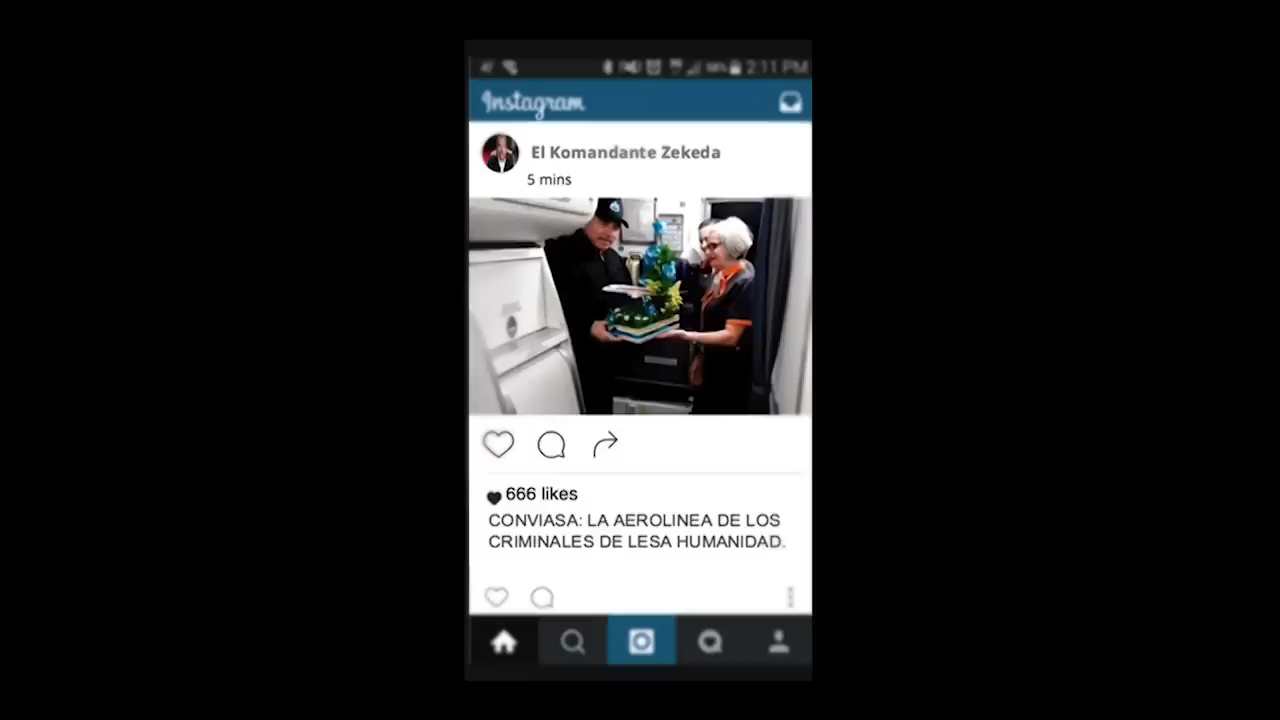 2:11 PM
Instagram
El Komandante Zekeda
5 mins
666 likes
CONVIASA: LA AEROLINEA DE LOS
CRIMINALES DE LESA HUMANIDAD.